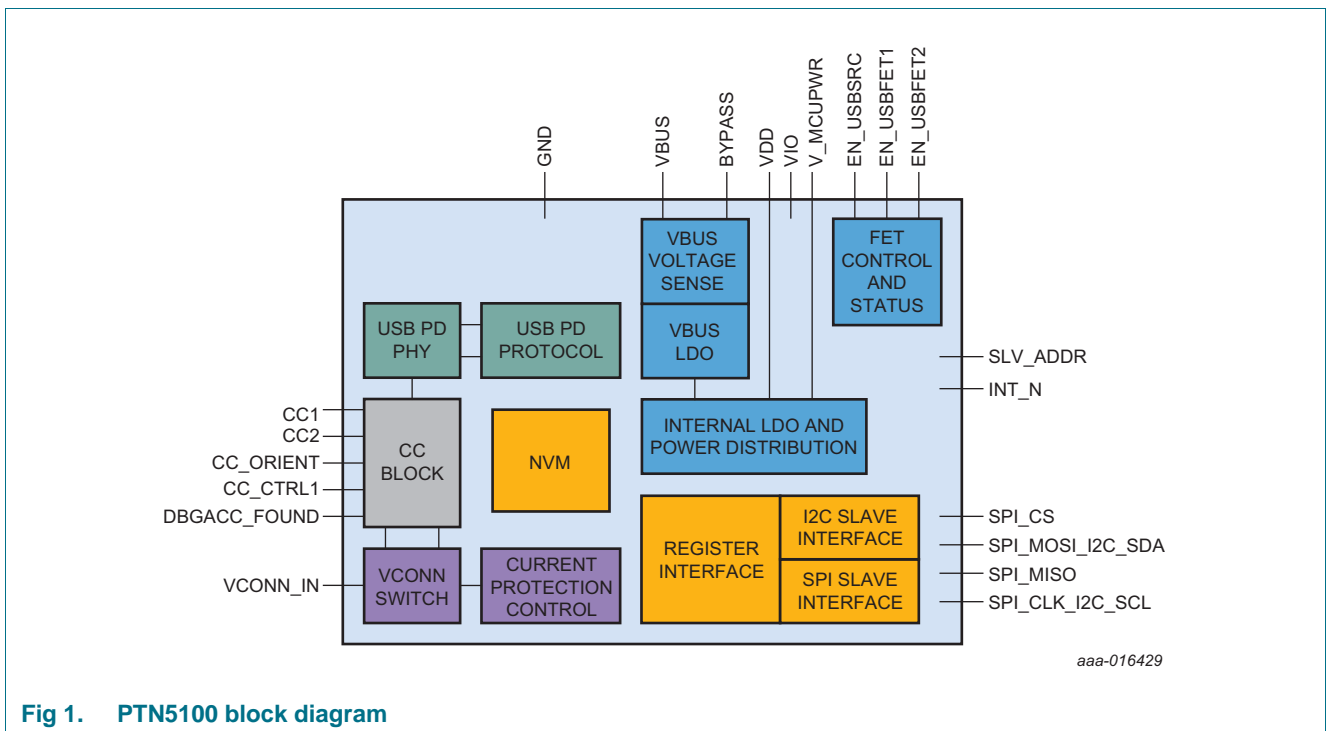 GND
VBUS
BYPASS
VDD
VIO
V_MCUPWR
EN_USBSRC
EN_USBFET1
EN_USBFET2
VBUS
VOLTAGE
SENSE
FET
CONTROL
AND
STATUS
USB PD
PHY
USB PD
PROTOCOL
VBUS
LDO
SLV_ADDR
INT_N
CC1
CC2
CC_ORIENT
CC_CTRL1
DBGACC_FOUND
CC
BLOCK
NVM
INTERNAL LDO AND
POWER DISTRIBUTION
VCONN_IN
VCONN
SWITCH
CURRENT
PROTECTION
CONTROL
REGISTER
INTERFACE
I2C SLAVE
INTERFACE
SPI SLAVE
INTERFACE
SPI_CS
SPI_MOSI_I2C_SDA
SPI_MISO
SPI_CLK_I2C_SCL
aaa-016429
Fig 1. PTN5100 block diagram